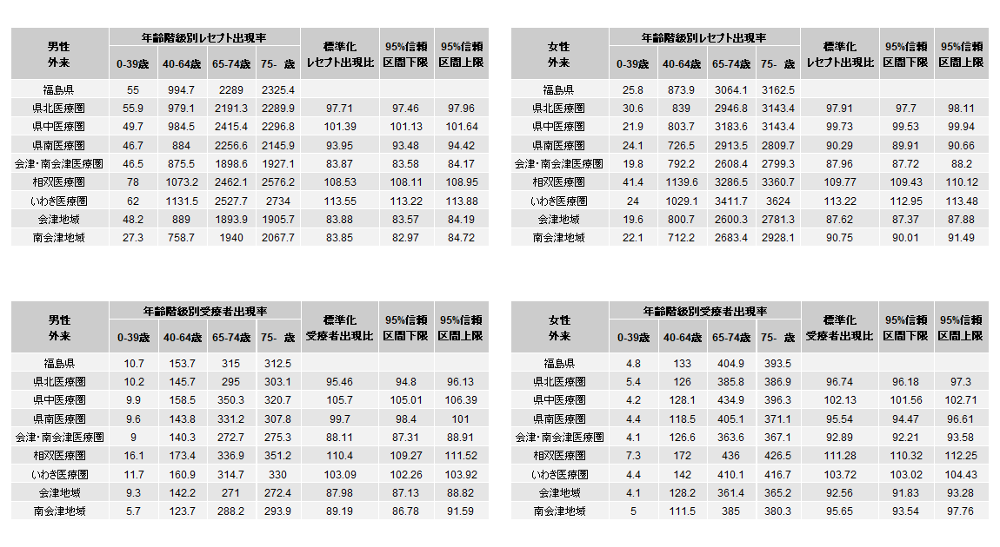 男性 外来 年齢階級別レセプト出現率 標準化 レセプト出現比 95%信頼 区間下限 95%信頼 区間上限
0-39歳 40-64歳 65-74歳 75- 歳
福島県 55 994.7 2289 2325.4
県北医療圏 55.9 979.1 2191.3 2289.9 97.71 97.46 97.96
県中医療圏 49.7 984.5 2415.4 2296.8 101.39 101.13 101.64
県南医療圏 46.7 884 2256.6 2145.9 93.95 93.48 94.42
会津・南会津医療圏 46.5 875.5 1898.6 1927.1 83.87 83.58 84.17
相双医療圏 78 1073.2 2462.1 2576.2 108.53 108.11 108.95
いわき医療圏 62 1131.5 2527.7 2734 113.55 113.22 113.88
会津地域 48.2 889 1893.9 1905.7 83.88 83.57 84.19
南会津地域 27.3 758.7 1940 2067.7 83.85 82.97 84.72
女性 外来 年齢階級別レセプト出現率 標準化 レセプト出現比 95%信頼 区間下限 95%信頼 区間上限
0-39歳 40-64歳 65-74歳 75- 歳
福島県 25.8 873.9 3064.1 3162.5
県北医療圏 30.6 839 2946.8 3143.4 97.91 97.7 98.11
県中医療圏 21.9 803.7 3183.6 3143.4 99.73 99.53 99.94
県南医療圏 24.1 726.5 2913.5 2809.7 90.29 89.91 90.66
会津・南会津医療圏 19.8 792.2 2608.4 2799.3 87.96 87.72 88.2
相双医療圏 41.4 1139.6 3286.5 3360.7 109.77 109.43 110.12
いわき医療圏 24 1029.1 3411.7 3624 113.22 112.95 113.48
会津地域 19.6 800.7 2600.3 2781.3 87.62 87.37 87.88
南会津地域 22.1 712.2 2683.4 2928.1 90.75 90.01 91.49
男性 外来 年齢階級別受療者出現率 標準化 受療者出現比 95%信頼 区間下限 95%信頼 区間上限
0-39歳 40-64歳 65-74歳 75- 歳
福島県 10.7 153.7 315 312.5
県北医療圏 10.2 145.7 295 303.1 95.46 94.8 96.13
県中医療圏 9.9 158.5 350.3 320.7 105.7 105.01 106.39
県南医療圏 9.6 143.8 331.2 307.8 99.7 98.4 101
会津・南会津医療圏 9 140.3 272.7 275.3 88.11 87.31 88.91
相双医療圏 16.1 173.4 336.9 351.2 110.4 109.27 111.52
いわき医療圏 11.7 160.9 314.7 330 103.09 102.26 103.92
会津地域 9.3 142.2 271 272.4 87.98 87.13 88.82
南会津地域 5.7 123.7 288.2 293.9 89.19 86.78 91.59
女性 外来 年齢階級別受療者出現率 標準化 受療者出現比 95%信頼 区間下限 95%信頼 区間上限
0-39歳 40-64歳 65-74歳 75- 歳
福島県 4.8 133 404.9 393.5
県北医療圏 5.4 126 385.8 386.9 96.74 96.18 97.3
県中医療圏 4.2 128.1 434.9 396.3 102.13 101.56 102.71
県南医療圏 4.4 118.5 405.1 371.1 95.54 94.47 96.61
会津・南会津医療圏 4.1 126.6 363.6 367.1 92.89 92.21 93.58
相双医療圏 7.3 172 436 426.5 111.28 110.32 112.25
いわき医療圏 4.4 142 410.1 416.7 103.72 103.02 104.43
会津地域 4.1 128.2 361.4 365.2 92.56 91.83 93.28
南会津地域 5 111.5 385 380.3 95.65 93.54 97.76